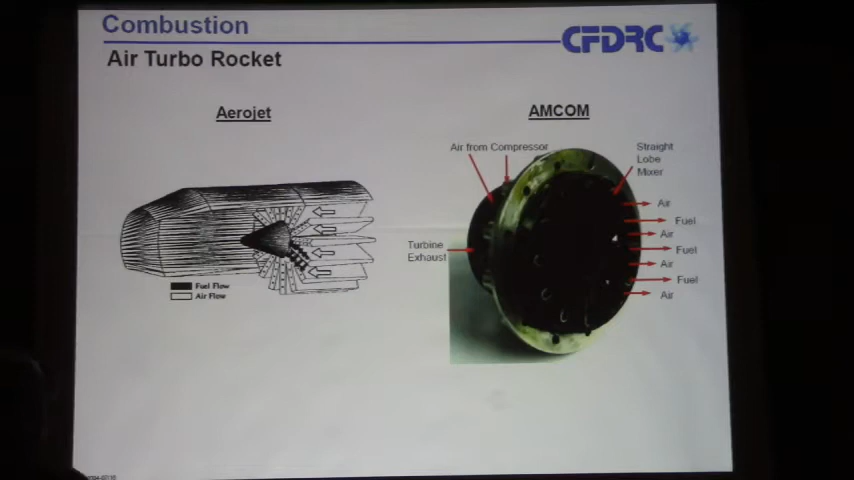 Combustion
CFDRC
Air Turbo Rocket
Aerojet
Fuel Flow
Air Flow
AMCOM
Air from Compressor
Straight
Lobe
Mixer
Turbine
Exhaust
Air
Fuel
Air
Fuel
Air
Fuel
Air